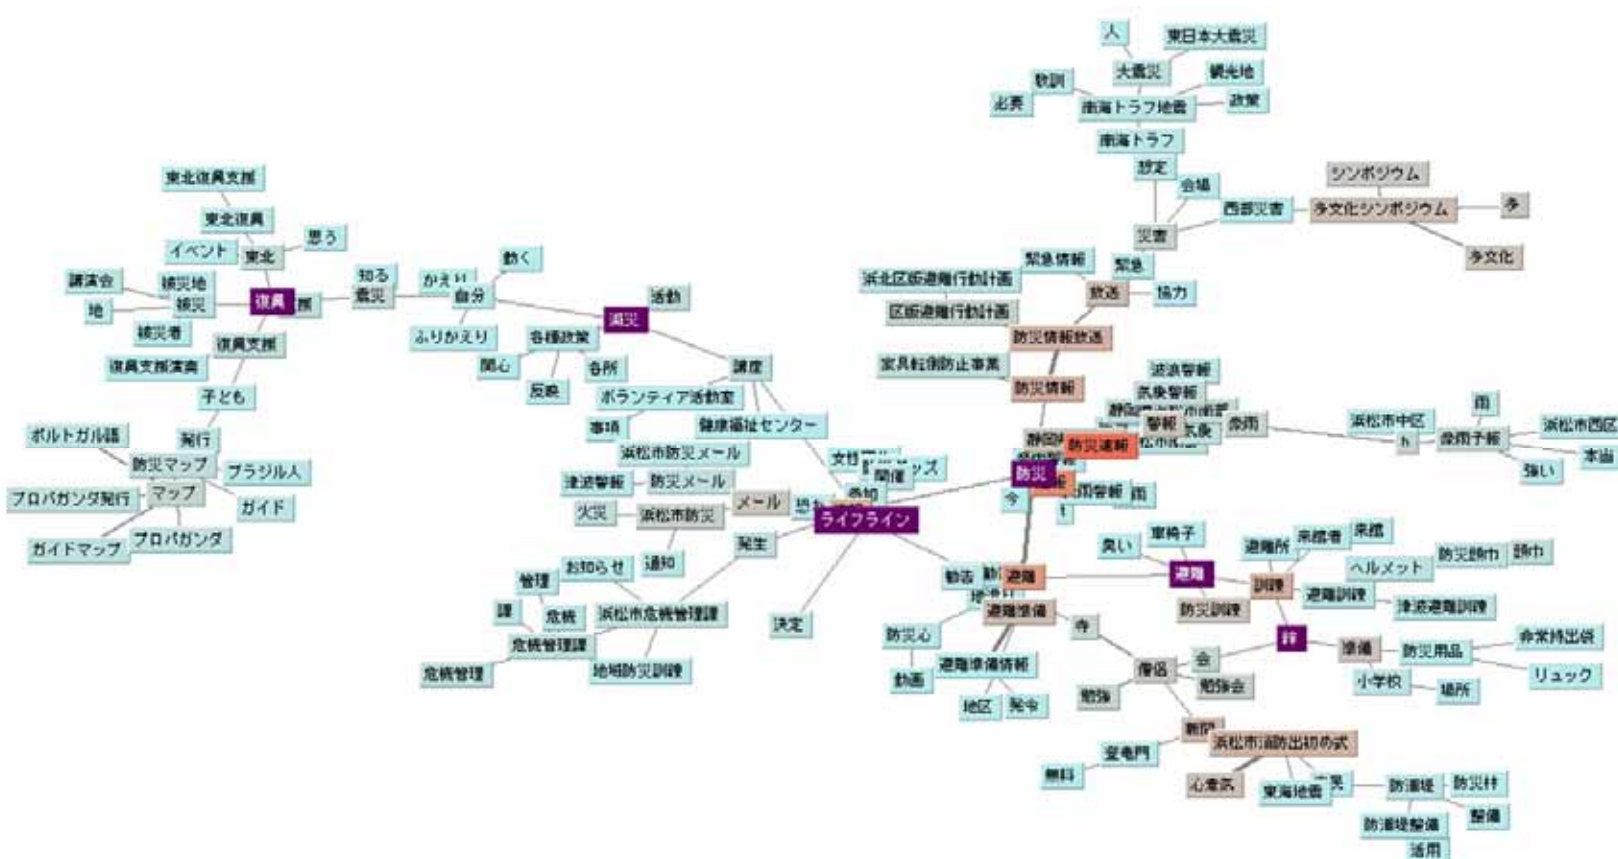 人
東日本大震災
大震災
観光地
教訓
必要
南海トラフ地震
政策
南海トラフ
想定
会場
西部災害
シンポジウム
多文化シンポジウム
多
多文化
災害
東北復興支援
東北復興
イベント
東北
思う
講演会
被災地
被災
地
被災者
復興
援
知る
震災
かえり
自分
動く
ふりかえり
減災
活動
各種政策
関心
反映
各所
復興支援
復興支援演奏
子ども
緊急情報
緊急
浜北区版避難行動計画
放送
協力
区版避難行動計画
防災情報放送
家具転倒防止事業
防災情報
講座
ボランティア活動室
事項
健康福祉センター
波浪警報
気象警報
警報
豪雨
防災速報
防災
今
雨
浜松市中区
雨
浜松市西区
h
豪雨予報
本当
強い
ポルトガル語
発行
防災マップ
ブラジル人
プロパガンダ発行
マップ
ガイド
ガイドマップ
プロパガンダ
浜松市防災メール
津波警報
防災メール
火災
浜松市防災
メール
開催
ライフライン
通知
発生
お知らせ
管理
課
危機
浜松市危機管理課
危機管理課
危機管理
地域防災訓練
決定
避難
臭い
車椅子
避難
避難所
来館者
来館
訓練
防災訓練
ヘルメット
防災頭巾
頭巾
避難訓練
津波避難訓練
避難準備
防災心
動画
避難準備情報
地区
発令
寺
僧侶
会
勉強
勉強会
準備
防災用品
非常持出袋
リュック
小学校
場所
新聞
浜松市消防出初め式
登竜門
無料
心意気
東海地震
防潮堤
防災林
整備
防潮堤整備
活用